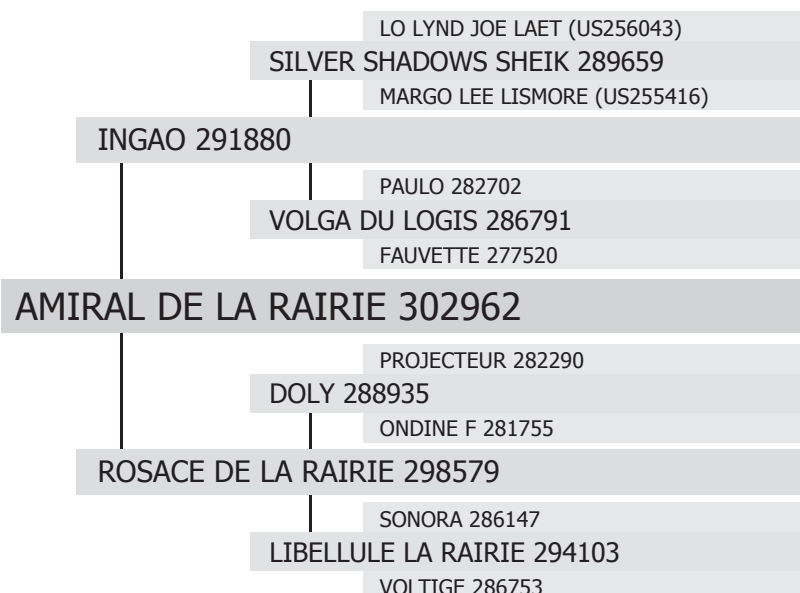 LO LYND JOE LAET (US256043)
SILVER SHADOWS SHEIK 289659
MARGO LEE LISMORE (US255416)
INGAO 291880
PAULO 282702
VOLGA DU LOGIS 286791
FAUVETTE 277520
AMIRAL DE LA RAIRIE 302962
PROJECTEUR 282290
DOLY 288935
ONDINE F 281755
ROSACE DE LA RAIRIE 298579
SONORA 286147
LIBELLULE LA RAIRIE 294103
VOLTIGE 286753